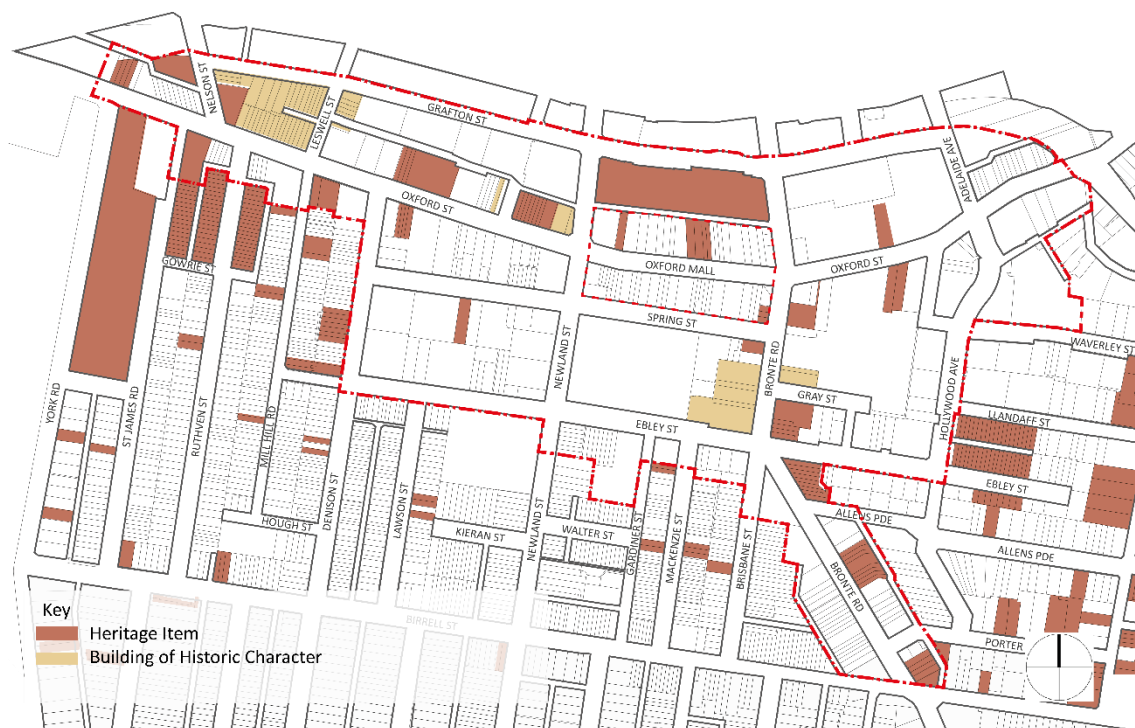 NELSON ST
LESWELL ST
GRAFTON ST
ADELAIDE AVE
OXFORD ST
OXFORD MALL
OXFORD ST
GOWRIE ST
SPRING ST
NEWLAND ST
BRONTE RD
WAVERLEY ST
GRAY ST
HOLLYWOOD AVE
LLANDAFF ST
YORK RD
ST JAMES RD
RUTHVEN ST
MILL HILL RD
EBLEY ST
EBLEY ST
DENISON ST
LAWSON ST
HOUGH ST
KIERAN ST
NEWLAND ST
WALTER ST
GARDINER ST
MACKENZIE ST
BRISBANE ST
ALLENS PDE
ALLENS PDE
BRONTE RD
BIRRELL ST
PORTER
Key
Heritage Item
Building of Historic Character